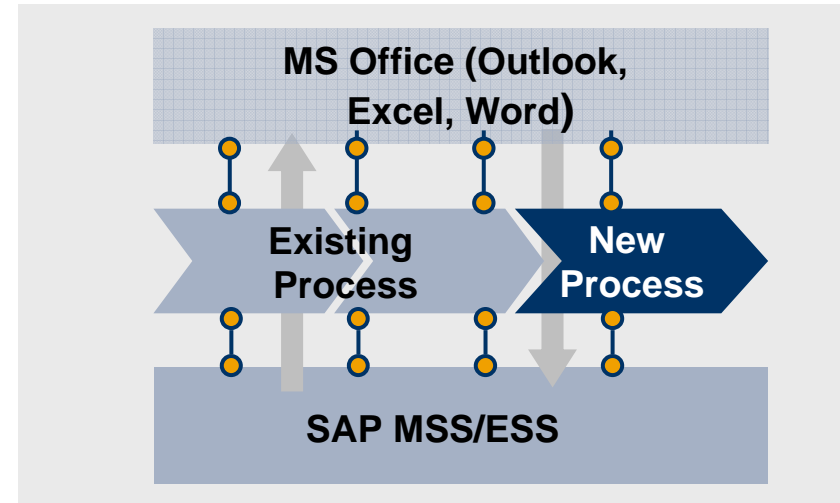 MS Office (Outlook,
Excel, Word)
Existing
Process
New
Process
SAP MSS/ESS